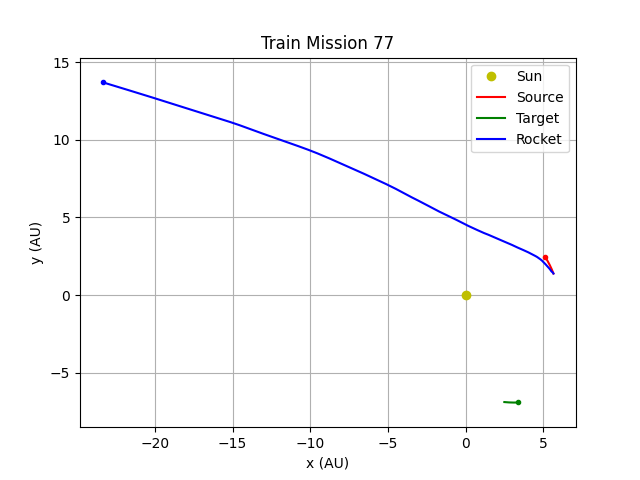 Train Mission 77
Sun
Source
Target
Rocket
15
10
5
0
−5
y (AU)
−20
−15
−10
−5
0
5
x (AU)